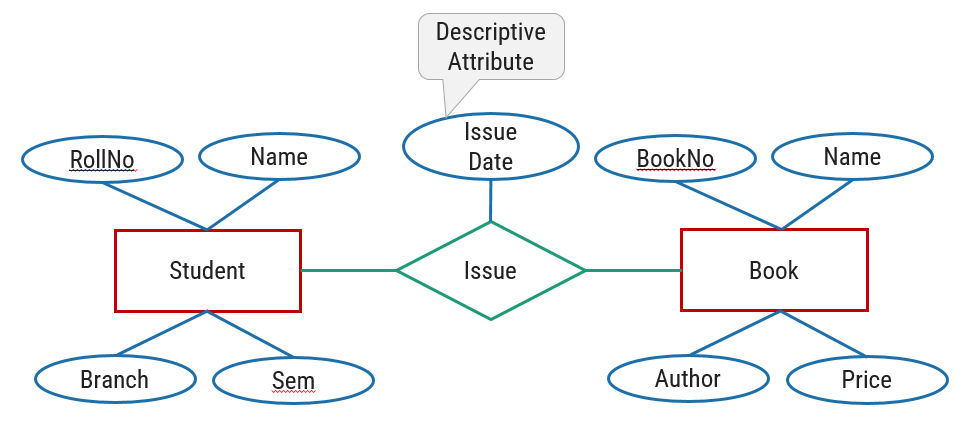 Descriptive
Attribute
Issue
Date
RollNo
Name
BookNo
Name
Student
Issue
Book
Branch
Sem
Author
Price